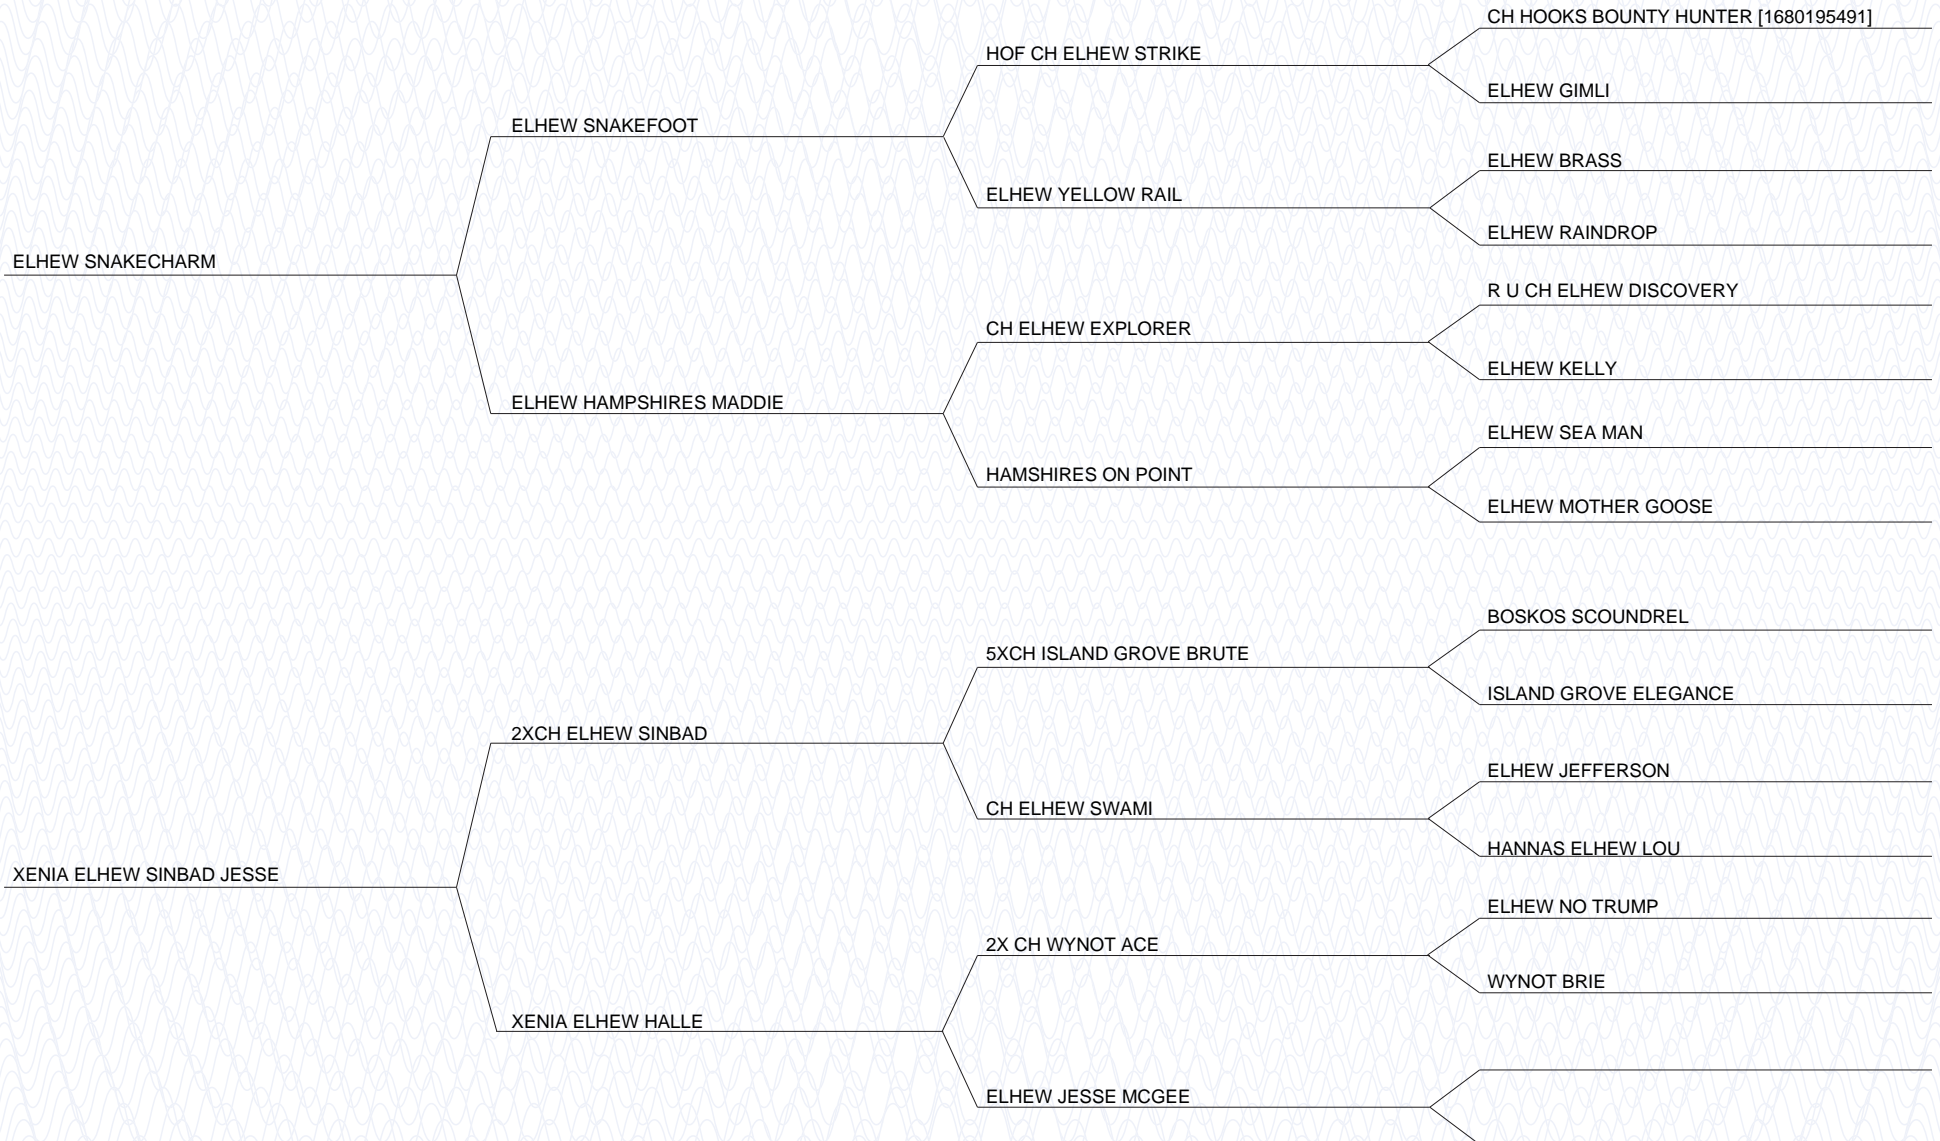 CH HOOKS BOUNTY HUNTER [1680195491]
HOF CH ELHEW STRIKE
ELHEW GIMLI
ELHEW SNAKEFOOT
ELHEW BRASS
ELHEW YELLOW RAIL
ELHEW RAINDROP
ELHEW SNAKECHARM
R U CH ELHEW DISCOVERY
CH ELHEW EXPLORER
ELHEW KELLY
ELHEW HAMPSHIRES MADDIE
ELHEW SEA MAN
HAMSHIRES ON POINT
ELHEW MOTHER GOOSE
BOSKOS SCOUNDREL
5XCH ISLAND GROVE BRUTE
ISLAND GROVE ELEGANCE
2XCH ELHEW SINBAD
ELHEW JEFFERSON
CH ELHEW SWAMI
HANNAS ELHEW LOU
XENIA ELHEW SINBAD JESSE
ELHEW NO TRUMP
2X CH WYNOT ACE
WYNOT BRIE
XENIA ELHEW HALLE
ELHEW JESSE MCGEE